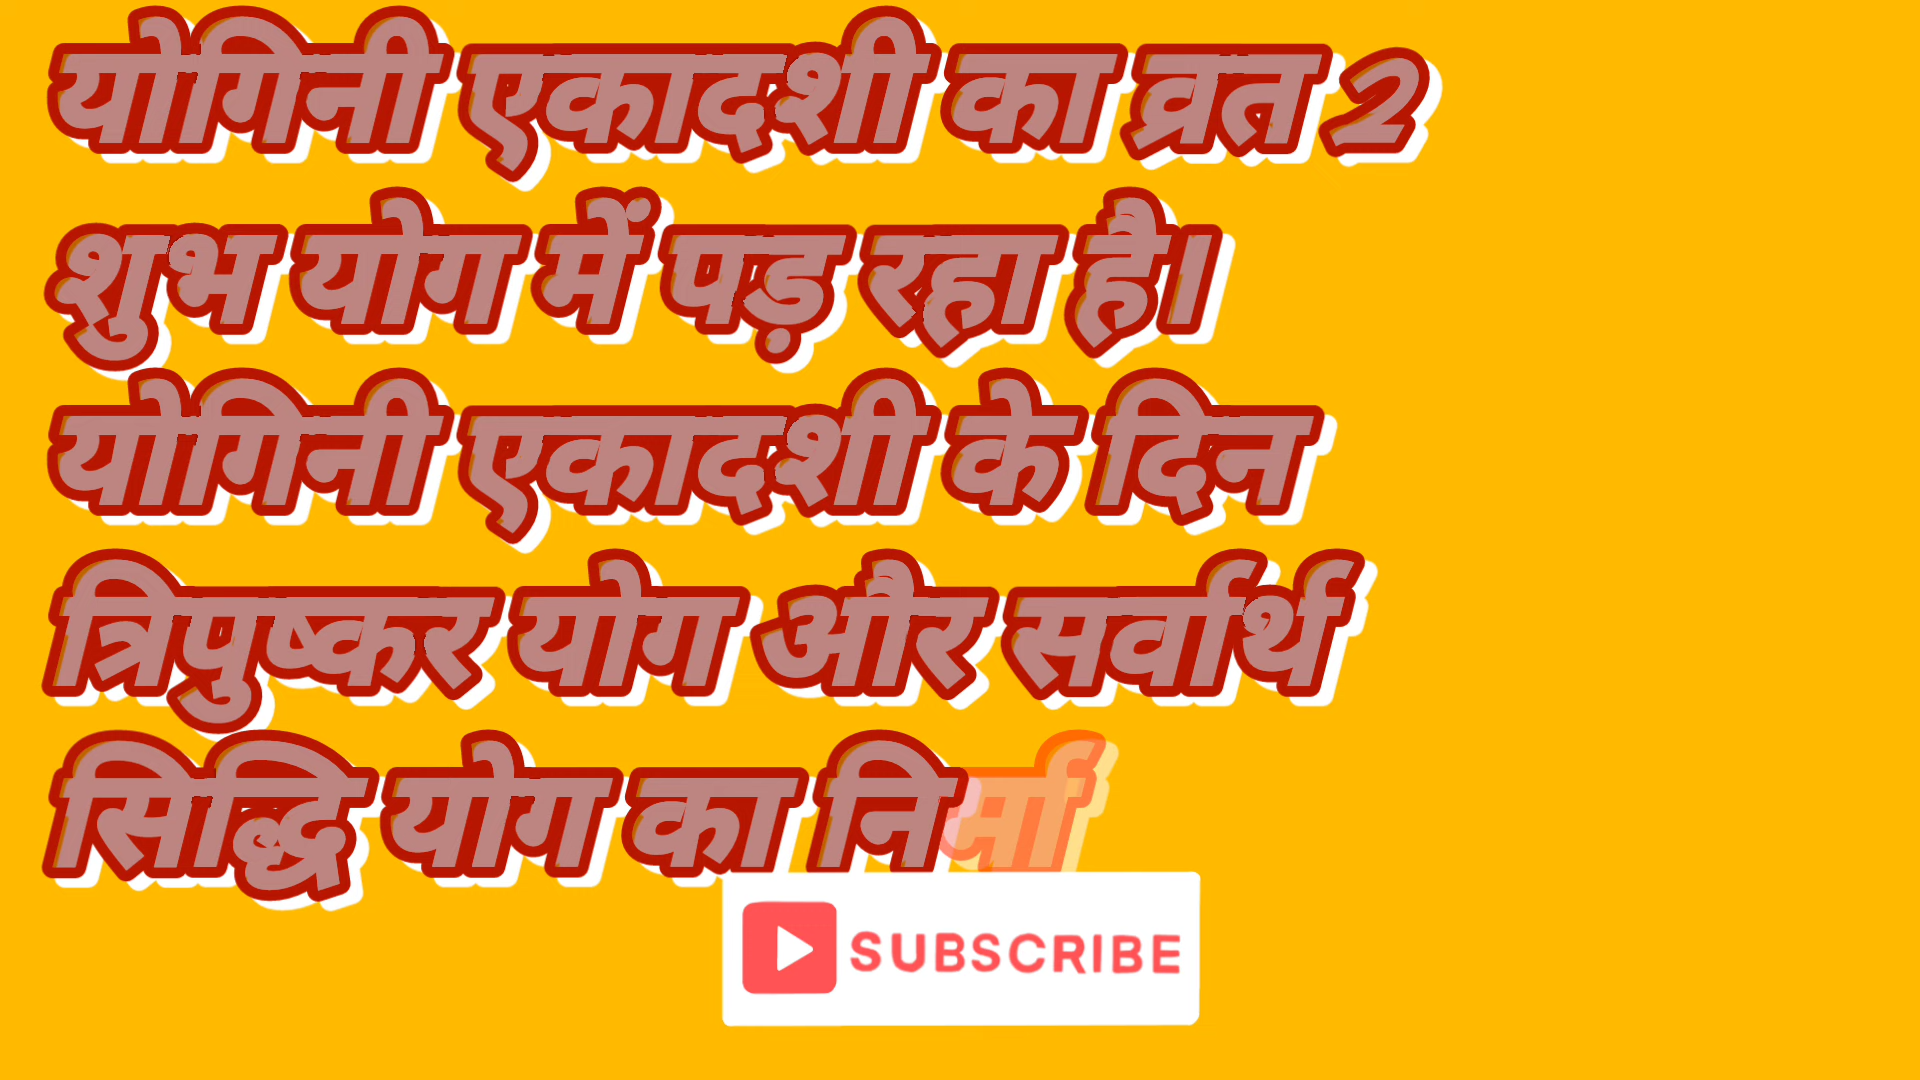 योगिनी एकादशी का व्रत 2
शुभ योग में पड़ रहा है।
योगिनी एकादशी के दिन
त्रिपुष्कर योग और सर्वार्थ
सिद्धि योग का निर्मा
SUBSCRIBE